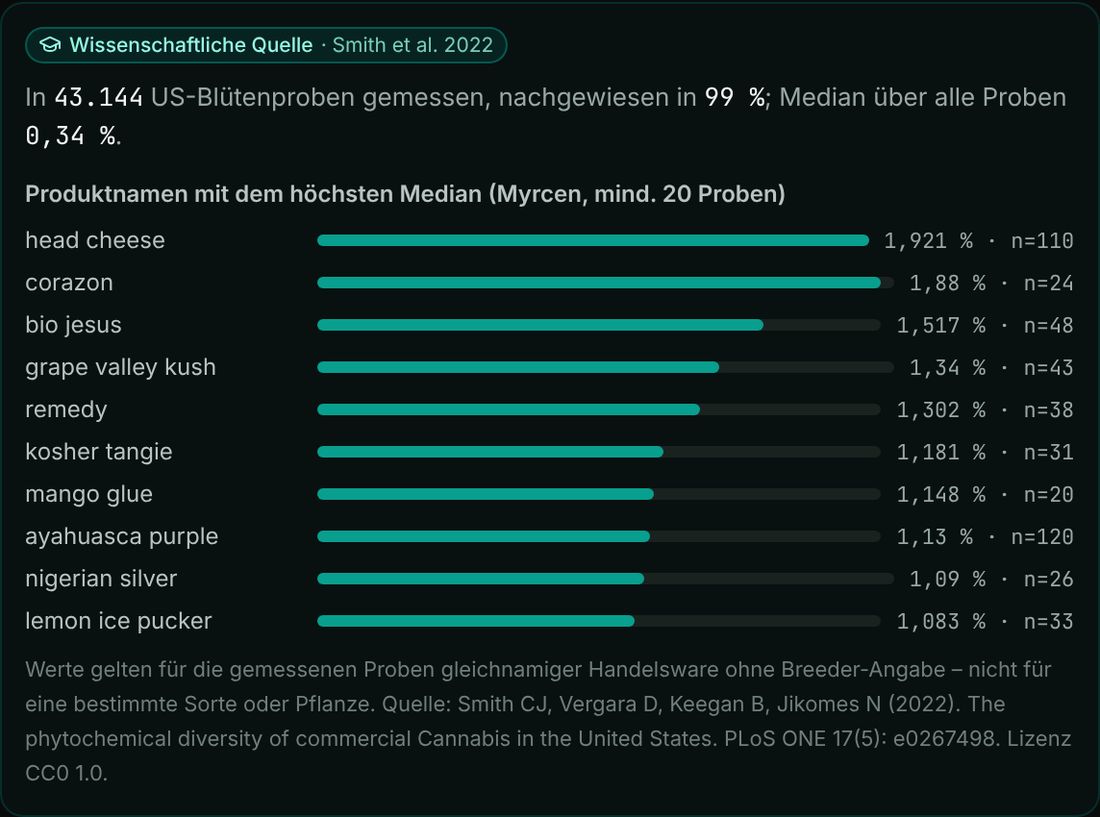 Wissenschaftliche Quelle · Smith et al. 2022
In 43.144 US-Blütenproben gemessen, nachgewiesen in 99 %; Median über alle Proben
0,34 %.
Produktnamen mit dem höchsten Median (Myrcen, mind. 20 Proben)
head cheese 1,921 % · n=110
corazon 1,88 % · n=24
bio jesus 1,517 % · n=48
grape valley kush 1,34 % · n=43
remedy 1,302 % · n=38
kosher tangie 1,181 % · n=31
mango glue 1,148 % · n=20
ayahuasca purple 1,13 % · n=120
nigerian silver 1,09 % · n=26
lemon ice pucker 1,083 % · n=33
Werte gelten für die gemessenen Proben gleichnamiger Handelsware ohne Breeder-Angabe – nicht für
eine bestimmte Sorte oder Pflanze. Quelle: Smith CJ, Vergara D, Keegan B, Jikomes N (2022). The
phytochemical diversity of commercial Cannabis in the United States. PLoS ONE 17(5): e0267498. Lizenz
CC0 1.0.